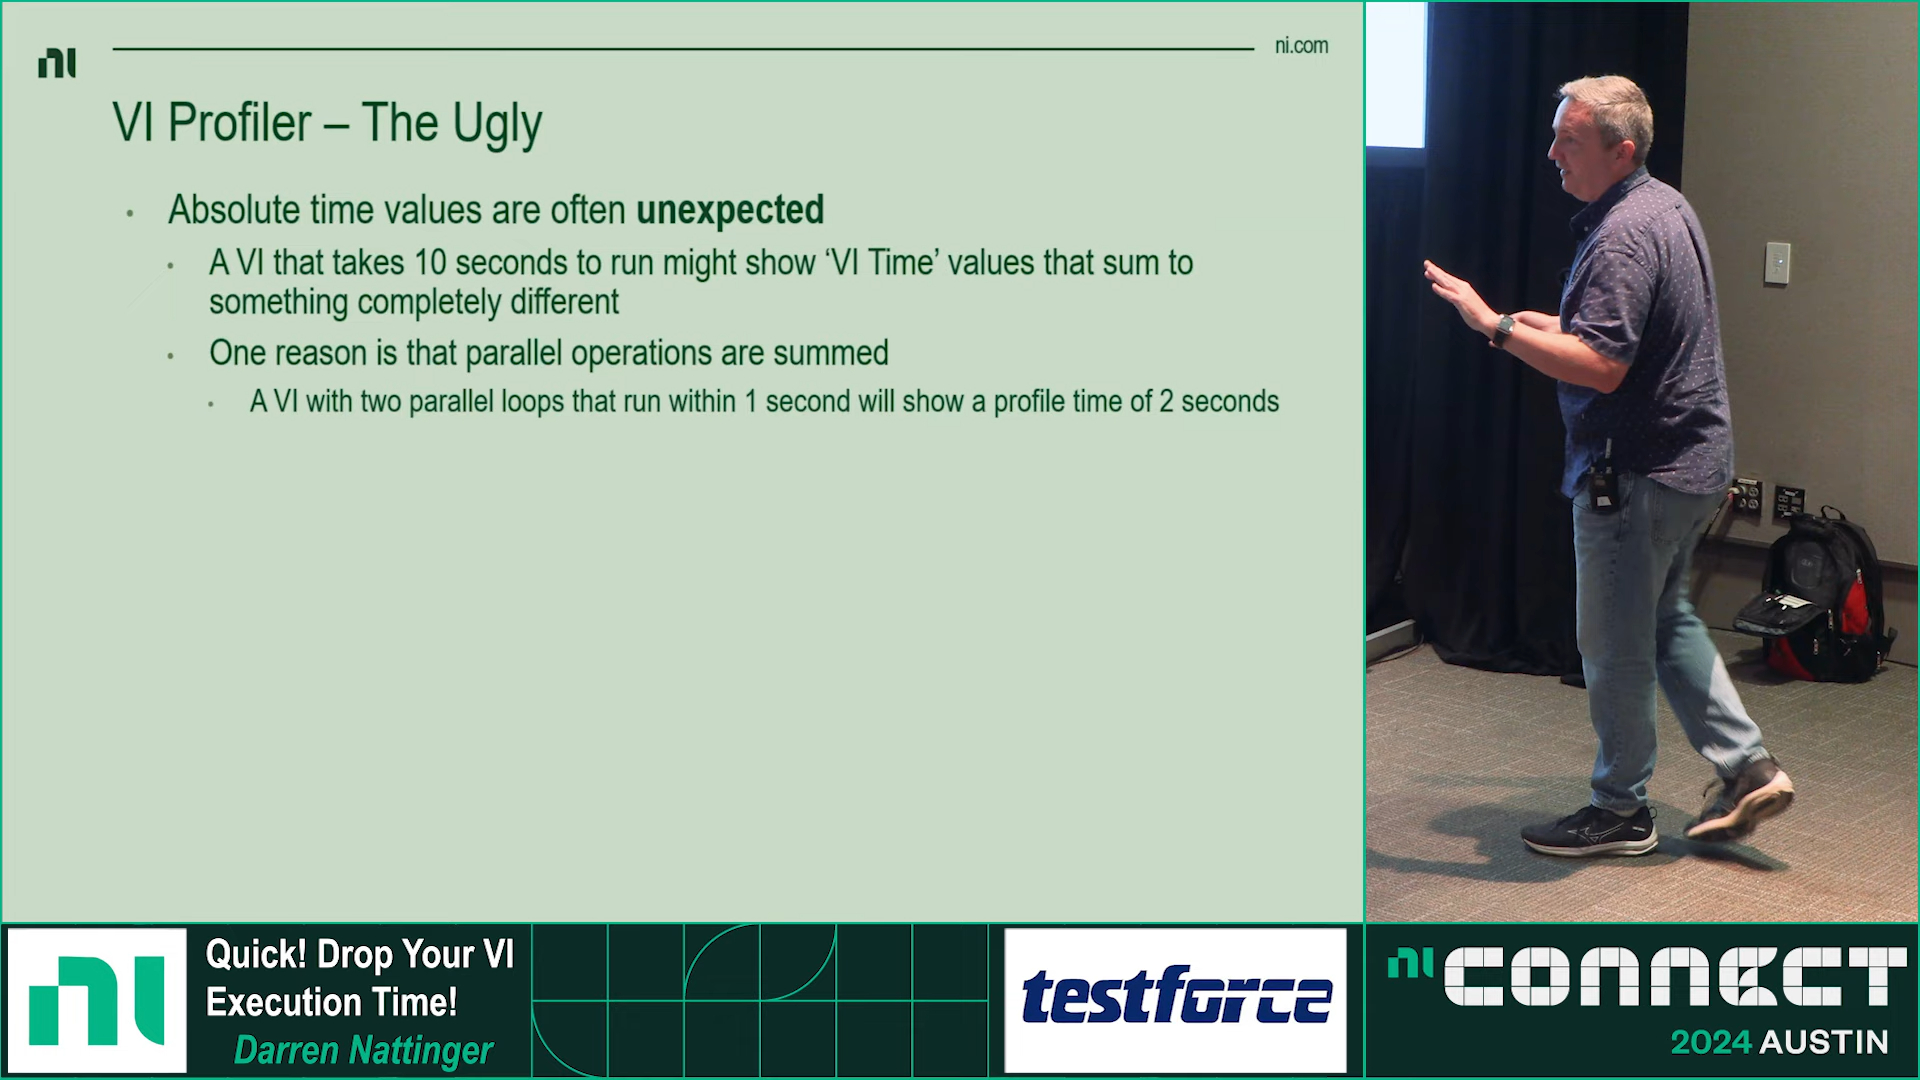 ni
ni.com
VI Profiler – The Ugly
• Absolute time values are often unexpected
• A VI that takes 10 seconds to run might show ‘VI Time’ values that sum to
something completely different
• One reason is that parallel operations are summed
• A VI with two parallel loops that run within 1 second will show a profile time of 2 seconds
ni
Quick! Drop Your VI
Execution Time!
Darren Nattinger
testforce
ni CONNECT
2024 AUSTIN